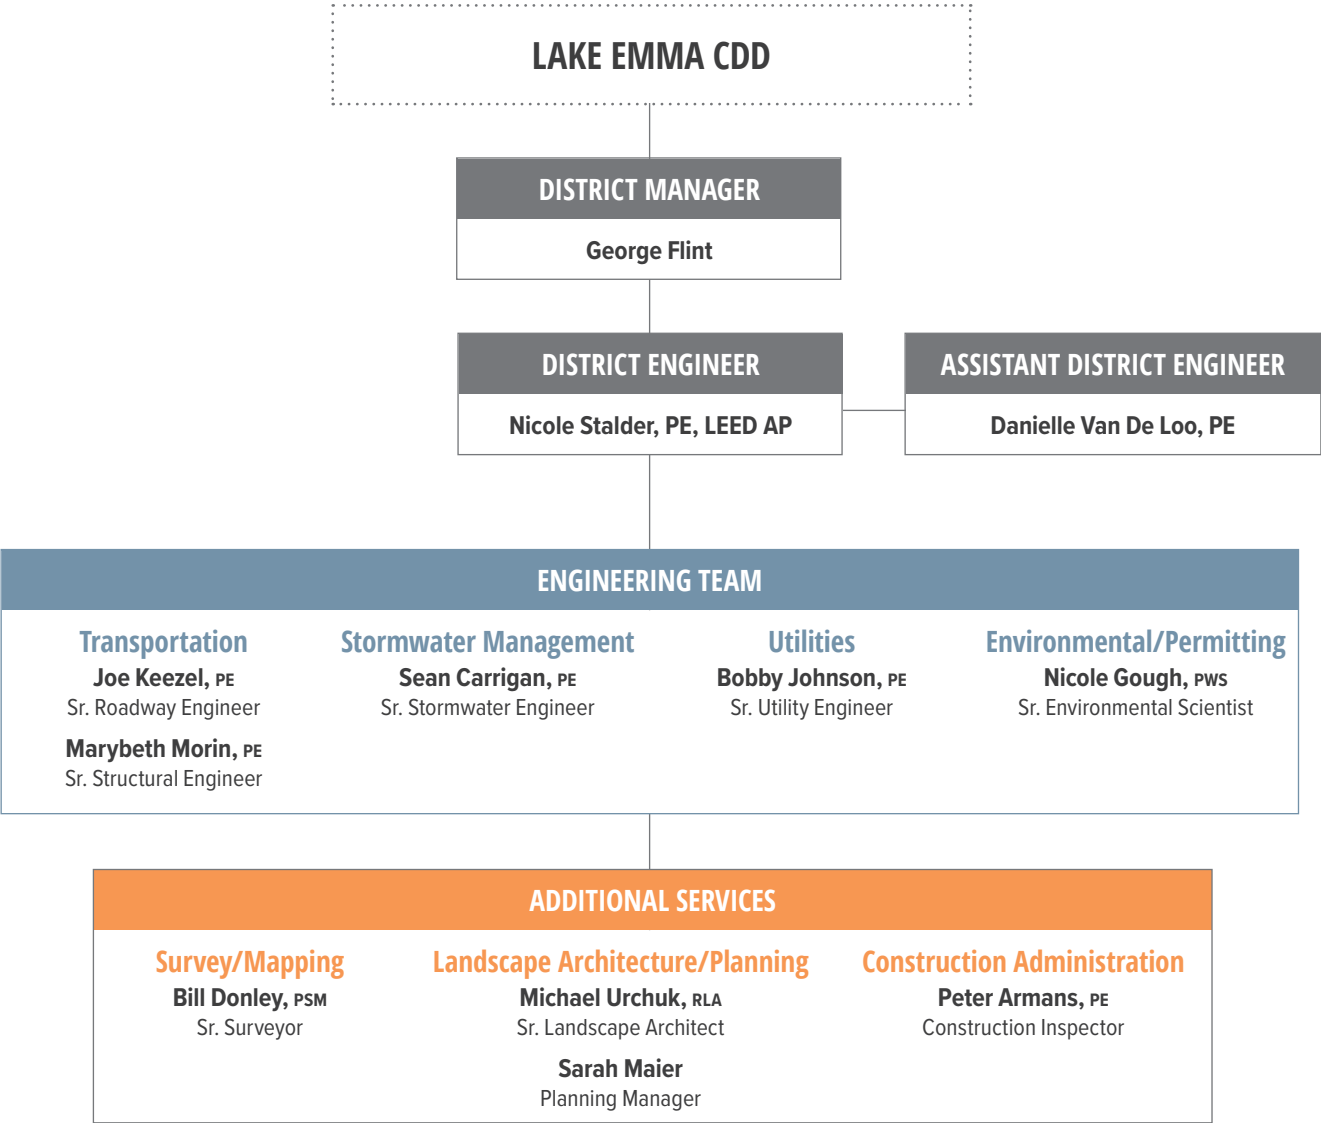 LAKE EMMA CDD
DISTRICT MANAGER
George Flint
DISTRICT ENGINEER
Nicole Stalder, PE, LEED AP
ASSISTANT DISTRICT ENGINEER
Danielle Van De Loo, PE
ENGINEERING TEAM
Transportation
Joe Keezel, PE
Sr. Roadway Engineer
Marybeth Morin, PE
Sr. Structural Engineer
Stormwater Management
Sean Carrigan, PE
Sr. Stormwater Engineer
Utilities
Bobby Johnson, PE
Sr. Utility Engineer
Environmental/Permitting
Nicole Gough, PWS
Sr. Environmental Scientist
ADDITIONAL SERVICES
Survey/Mapping
Bill Donley, PSM
Sr. Surveyor
Landscape Architecture/Planning
Michael Urchuk, RLA
Sr. Landscape Architect
Sarah Maier
Planning Manager
Construction Administration
Peter Armans, PE
Construction Inspector